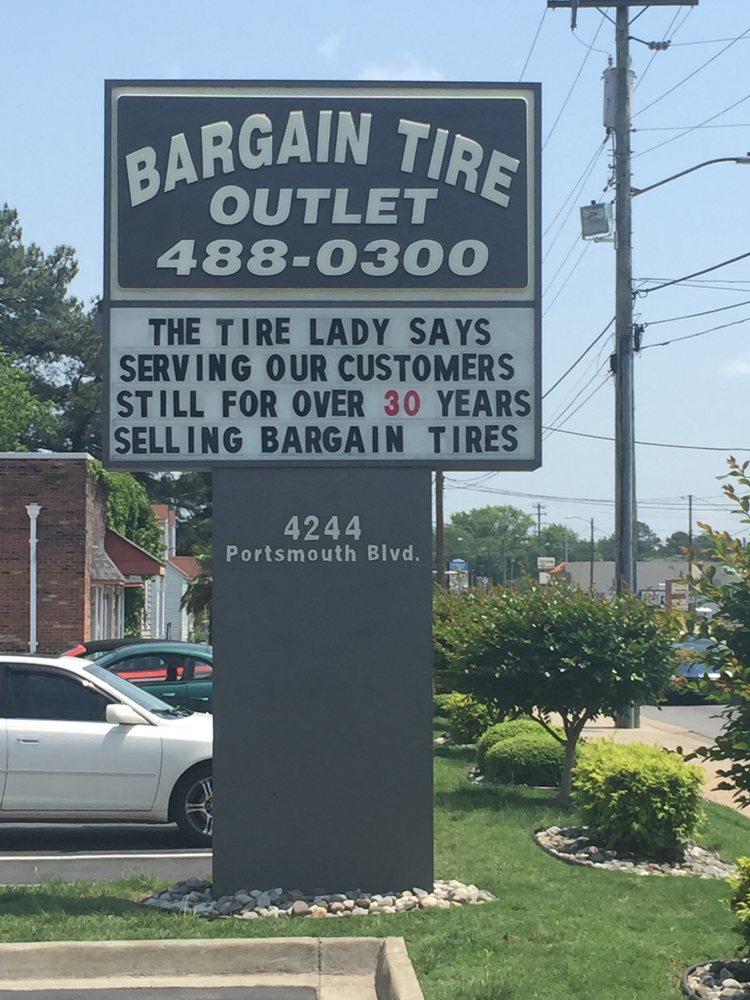 BARGAIN TIRE
OUTLET
488-0300
THE TIRE LADY SAYS
SERVING OUR CUSTOMERS
STILL FOR OVER 30 YEARS
SELLING BARGAIN TIRES
4244
Portsmouth Blvd.